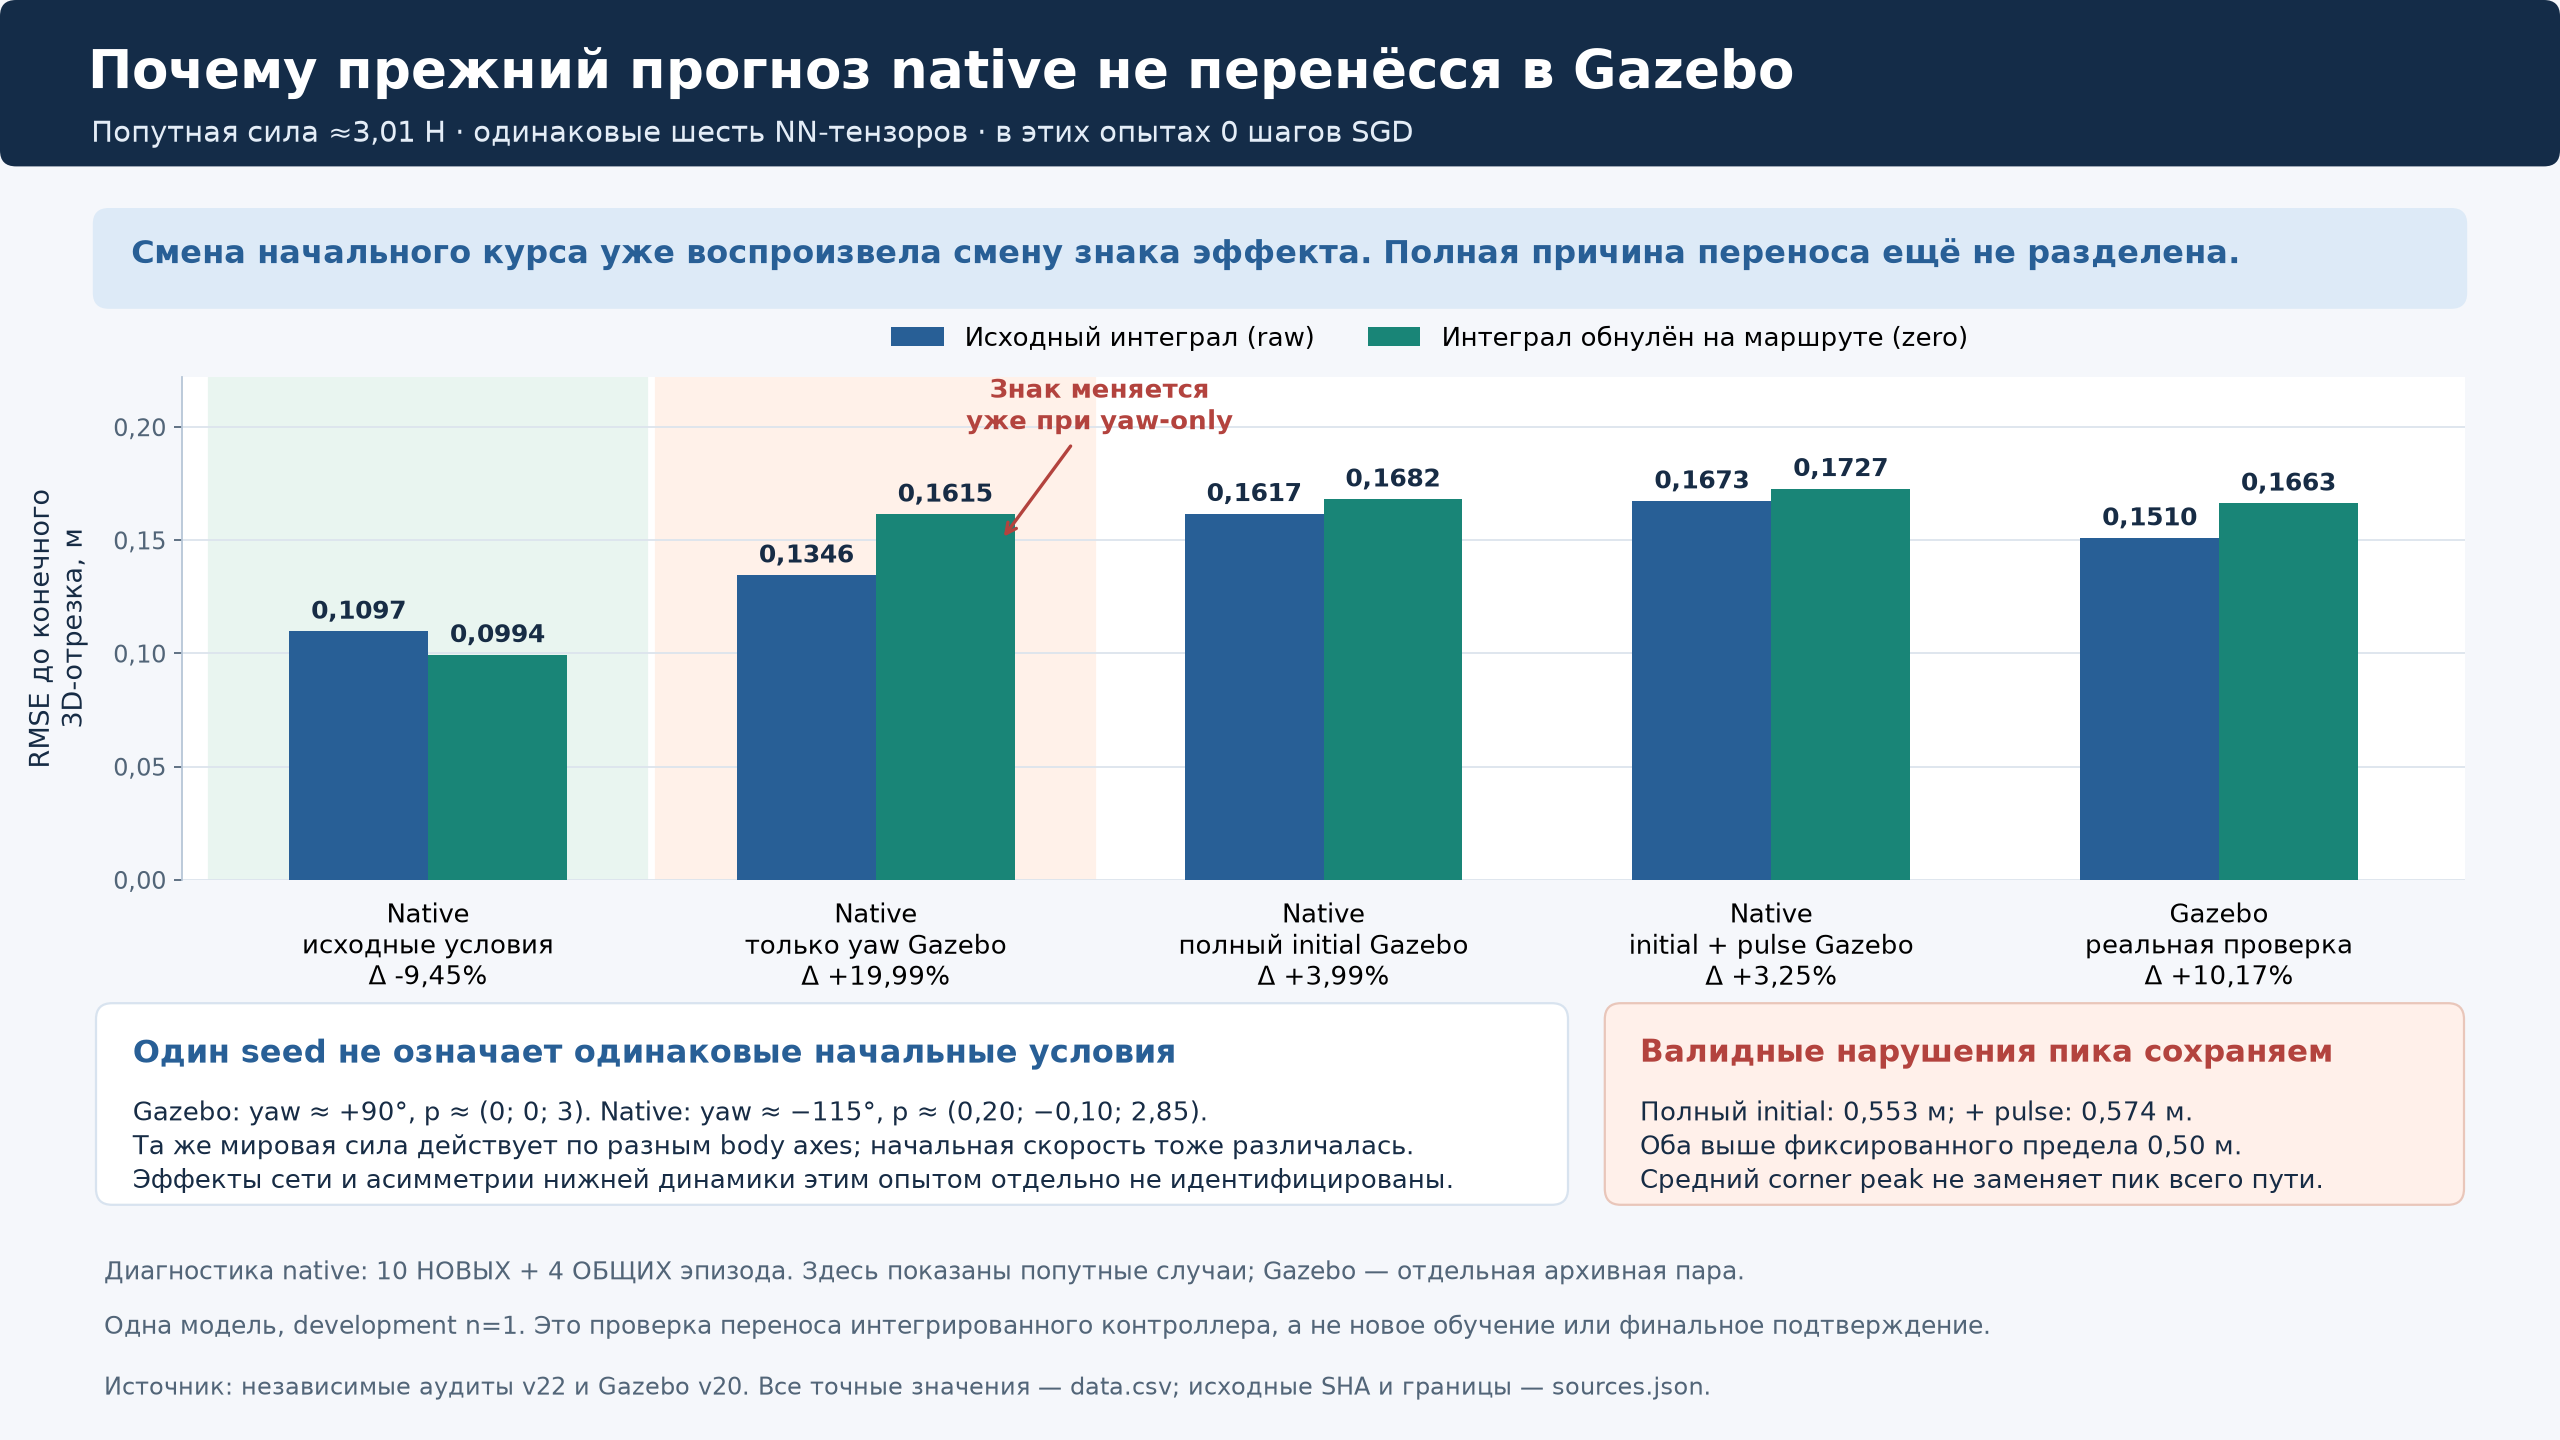 Почему прежний прогноз native не перенёсся в Gazebo
Попутная сила ≈3,01 Н · одинаковые шесть NN-тензоров · в этих опытах 0 шагов SGD
Смена начального курса уже воспроизвела смену знака эффекта. Полная причина переноса ещё не разделена.
Исходный интеграл (raw)
Интеграл обнулён на маршруте (zero)
Знак меняется
уже при yaw-only
RMSE до конечного
3D-отрезка, м
0,20
0,15
0,10
0,05
0,00
0,1097
0,0994
0,1346
0,1615
0,1617
0,1682
0,1673
0,1727
0,1510
0,1663
Native
исходные условия
Δ -9,45%
Native
только yaw Gazebo
Δ +19,99%
Native
полный initial Gazebo
Δ +3,99%
Native
initial + pulse Gazebo
Δ +3,25%
Gazebo
реальная проверка
Δ +10,17%
Один seed не означает одинаковые начальные условия
Gazebo: yaw ≈ +90°, p ≈ (0; 0; 3). Native: yaw ≈ −115°, p ≈ (0,20; −0,10; 2,85).
Та же мировая сила действует по разным body axes; начальная скорость тоже различалась.
Эффекты сети и асимметрии нижней динамики этим опытом отдельно не идентифицированы.
Валидные нарушения пика сохраняем
Полный initial: 0,553 м; + pulse: 0,574 м.
Оба выше фиксированного предела 0,50 м.
Средний corner peak не заменяет пик всего пути.
Диагностика native: 10 НОВЫХ + 4 ОБЩИХ эпизода. Здесь показаны попутные случаи; Gazebo — отдельная архивная пара.
Одна модель, development n=1. Это проверка переноса интегрированного контроллера, а не новое обучение или финальное подтверждение.
Источник: независимые аудиты v22 и Gazebo v20. Все точные значения — data.csv; исходные SHA и границы — sources.json.